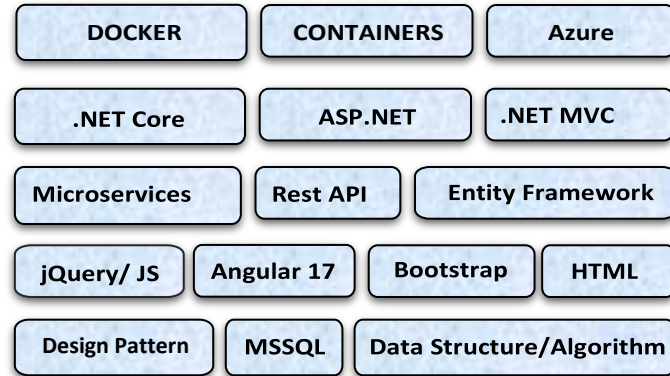 DOCKER CONTAINERS Azure
.NET Core ASP.NET .NET MVC
Microservices Rest API Entity Framework
jQuery/ JS Angular 17 Bootstrap HTML
Design Pattern MSSQL Data Structure/Algorithm